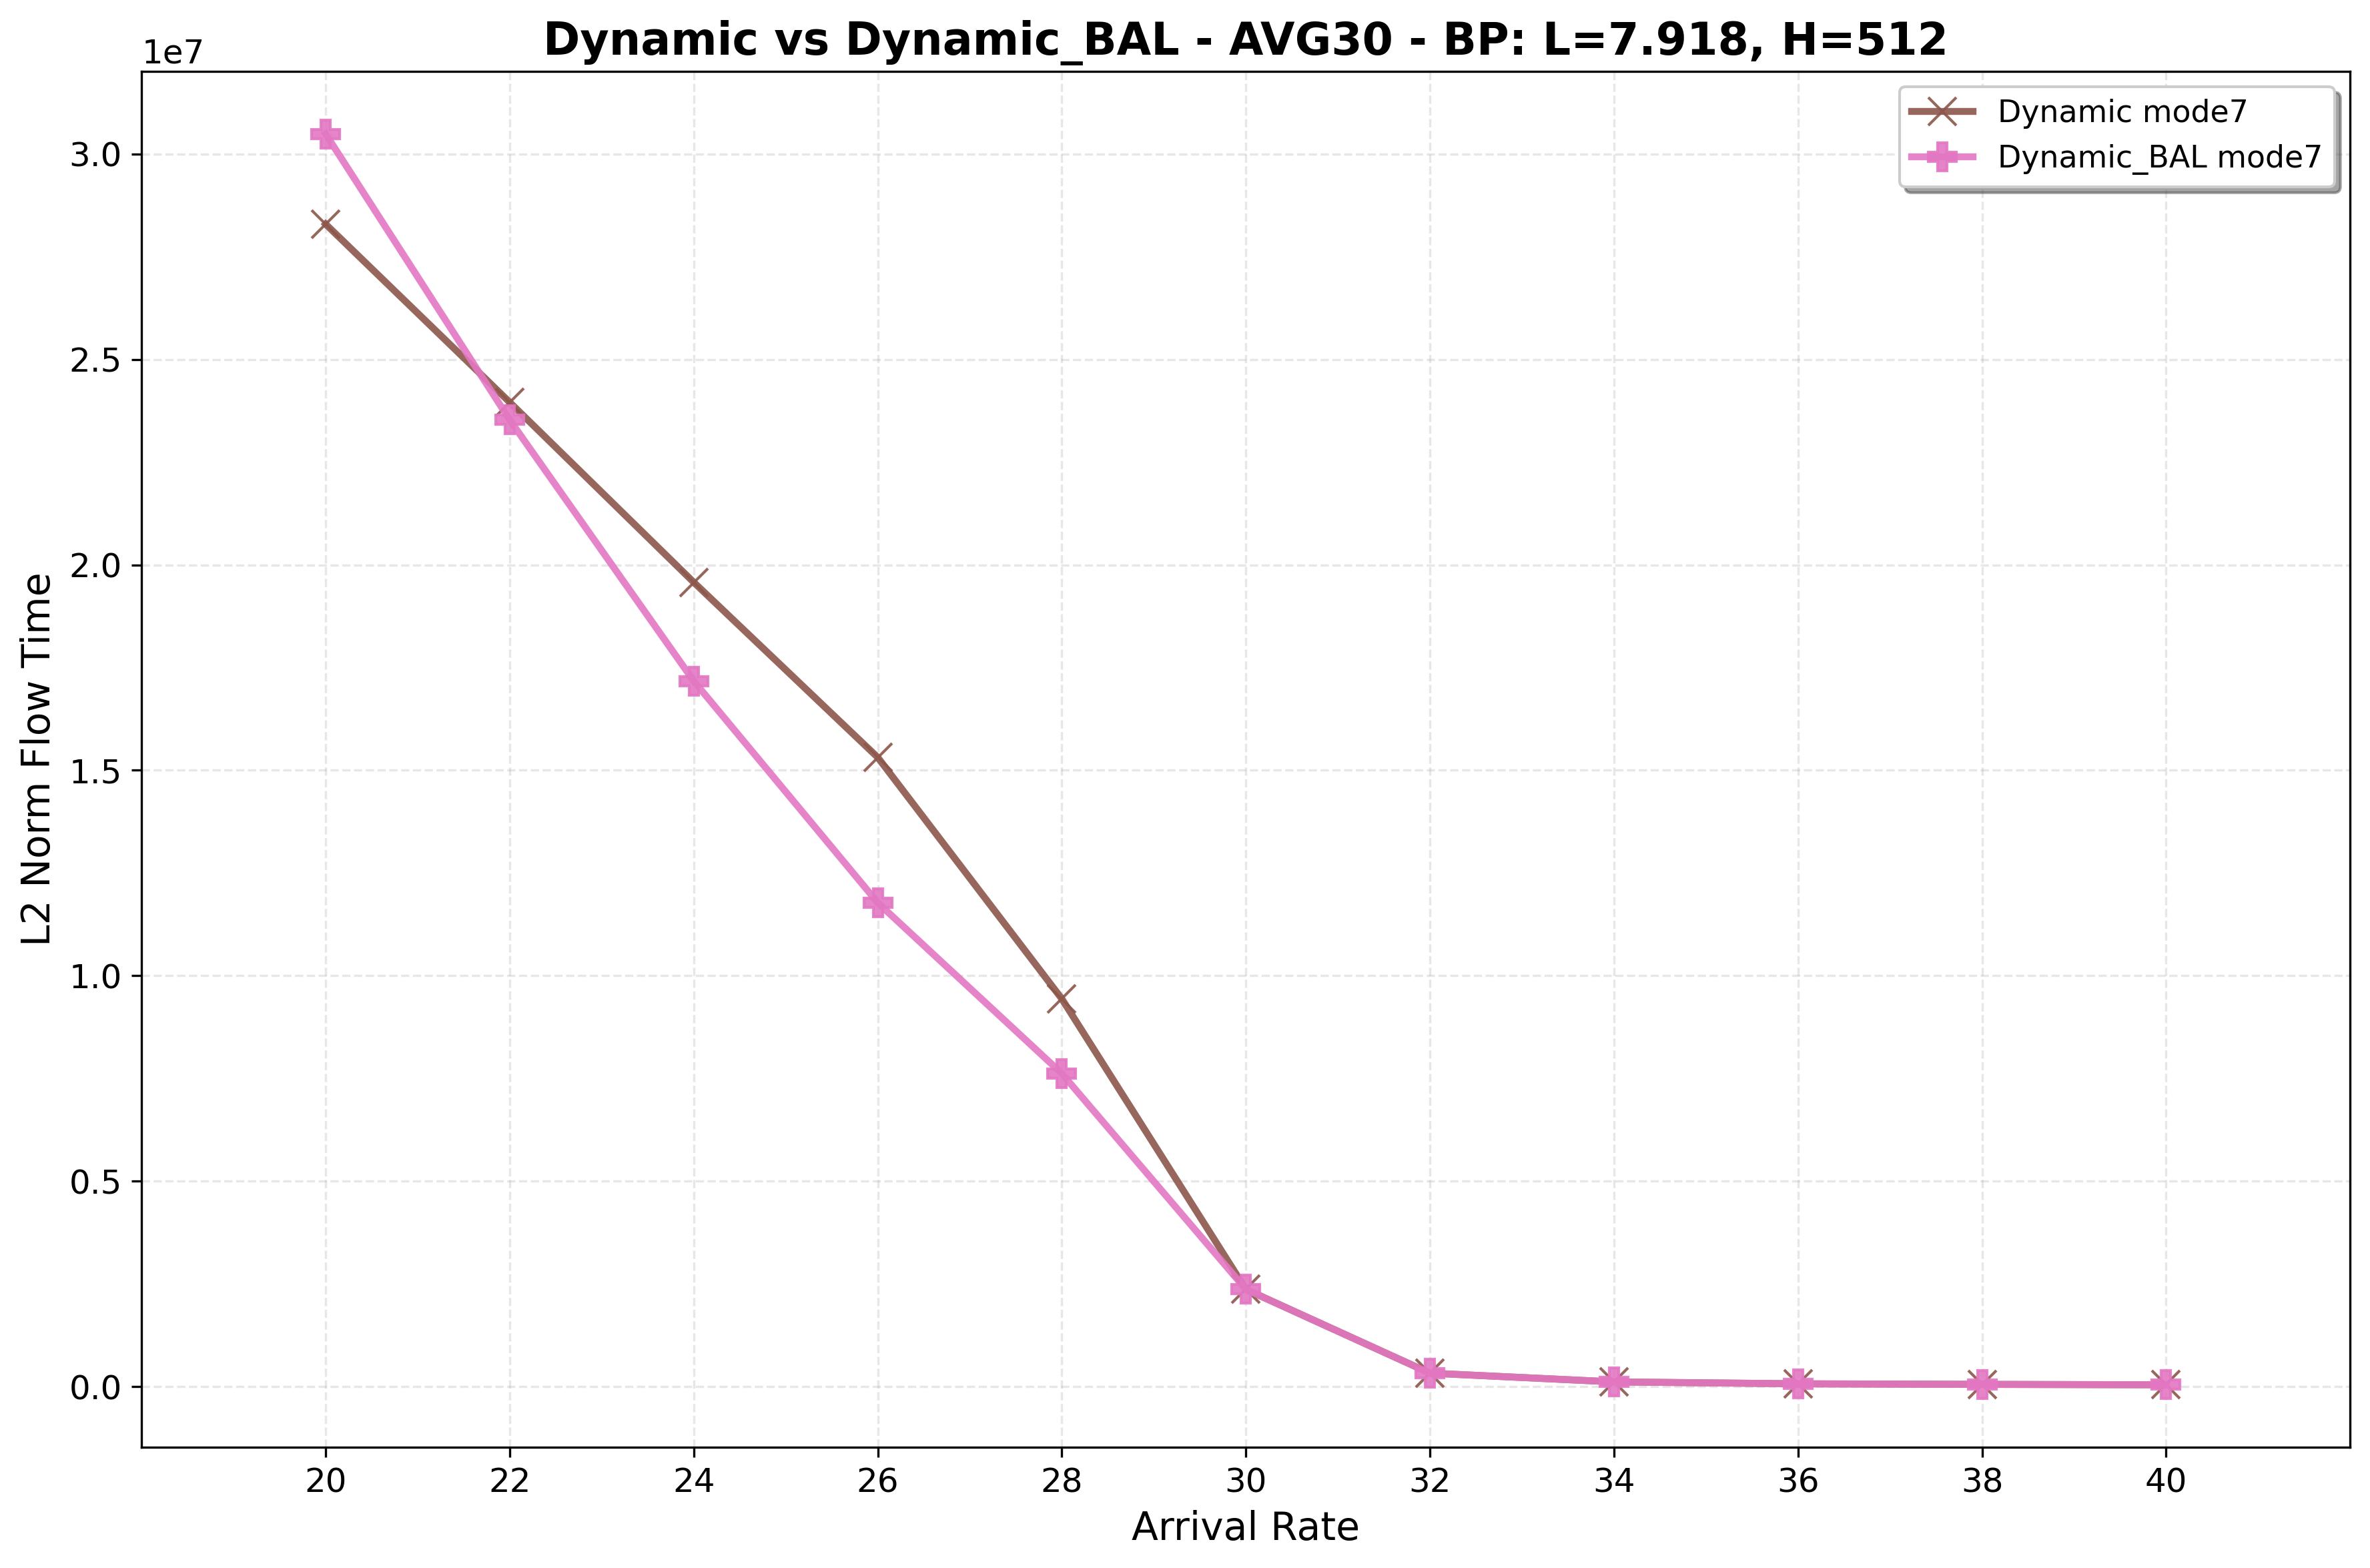 Dynamic vs Dynamic_BAL - AVG30 - BP: L=7.918, H=512
1e7
Dynamic mode7
Dynamic_BAL mode7
L2 Norm Flow Time
3.0
2.5
2.0
1.5
1.0
0.5
0.0
20 22 24 26 28 30 32 34 36 38 40
Arrival Rate